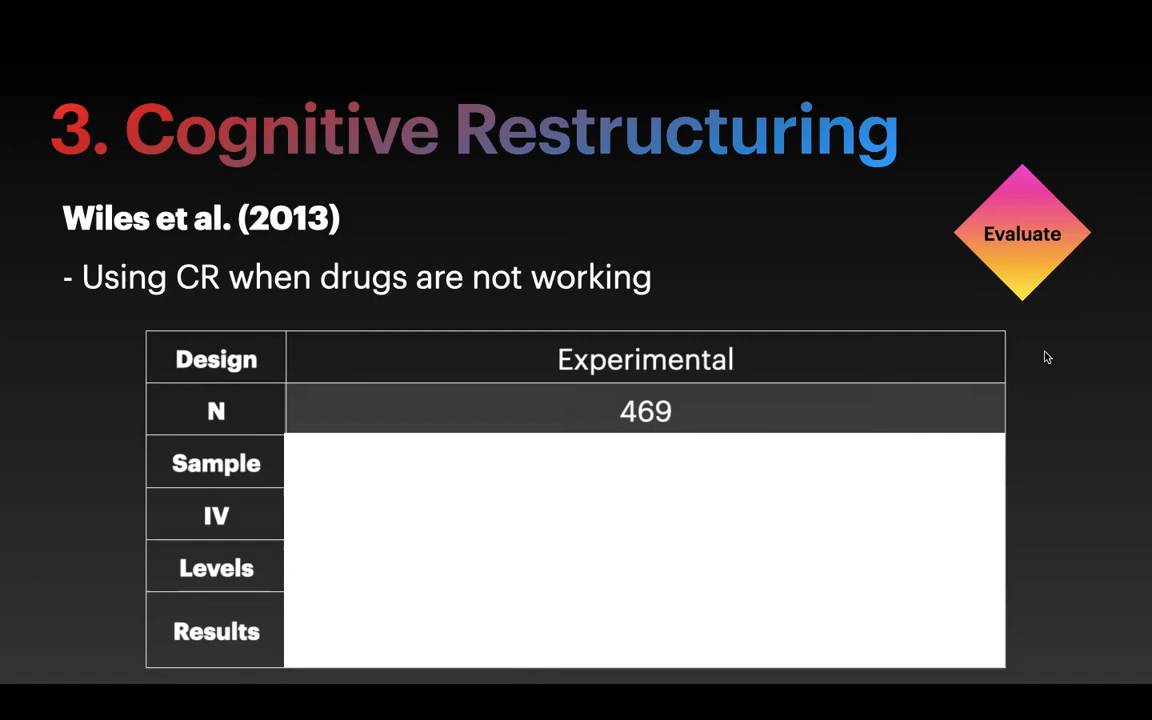 3. Cognitive Restructuring
Wiles et al. (2013)
Evaluate
- Using CR when drugs are not working
Design Experimental
N 469
Sample
IV
Levels
Results